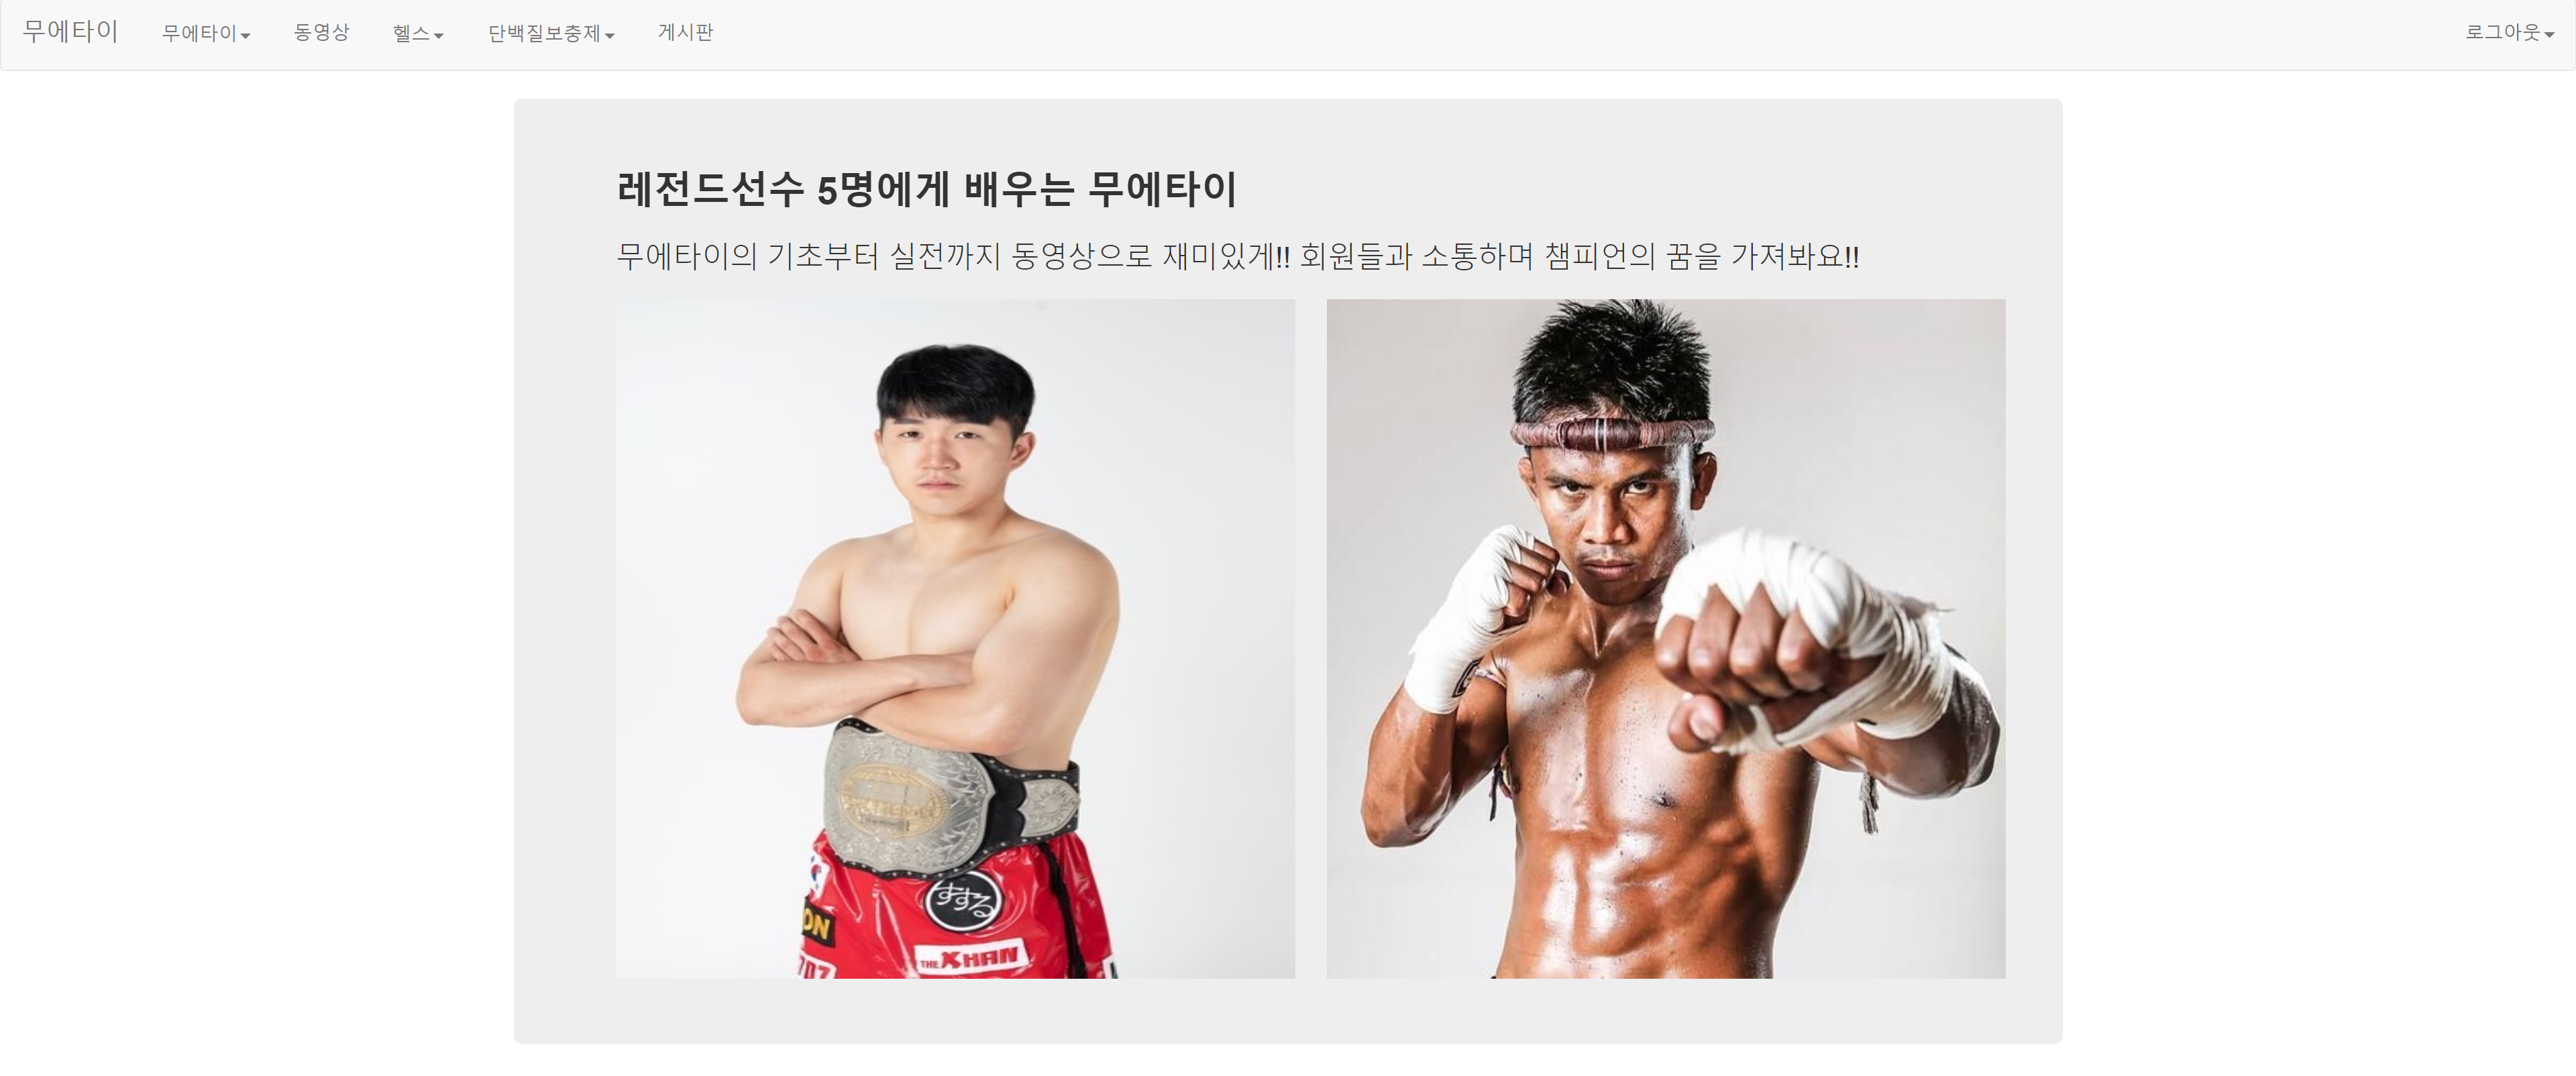 무에타이 무에타이 동영상 헬스 단백질보충제 게시판 로그아웃
레전드선수 5명에게 배우는 무에타이
무에타이의 기초부터 실전까지 동영상으로 재미있게!! 회원들과 소통하며 챔피언의 꿈을 가져봐요!!
すする
ON
THE XHAN
707